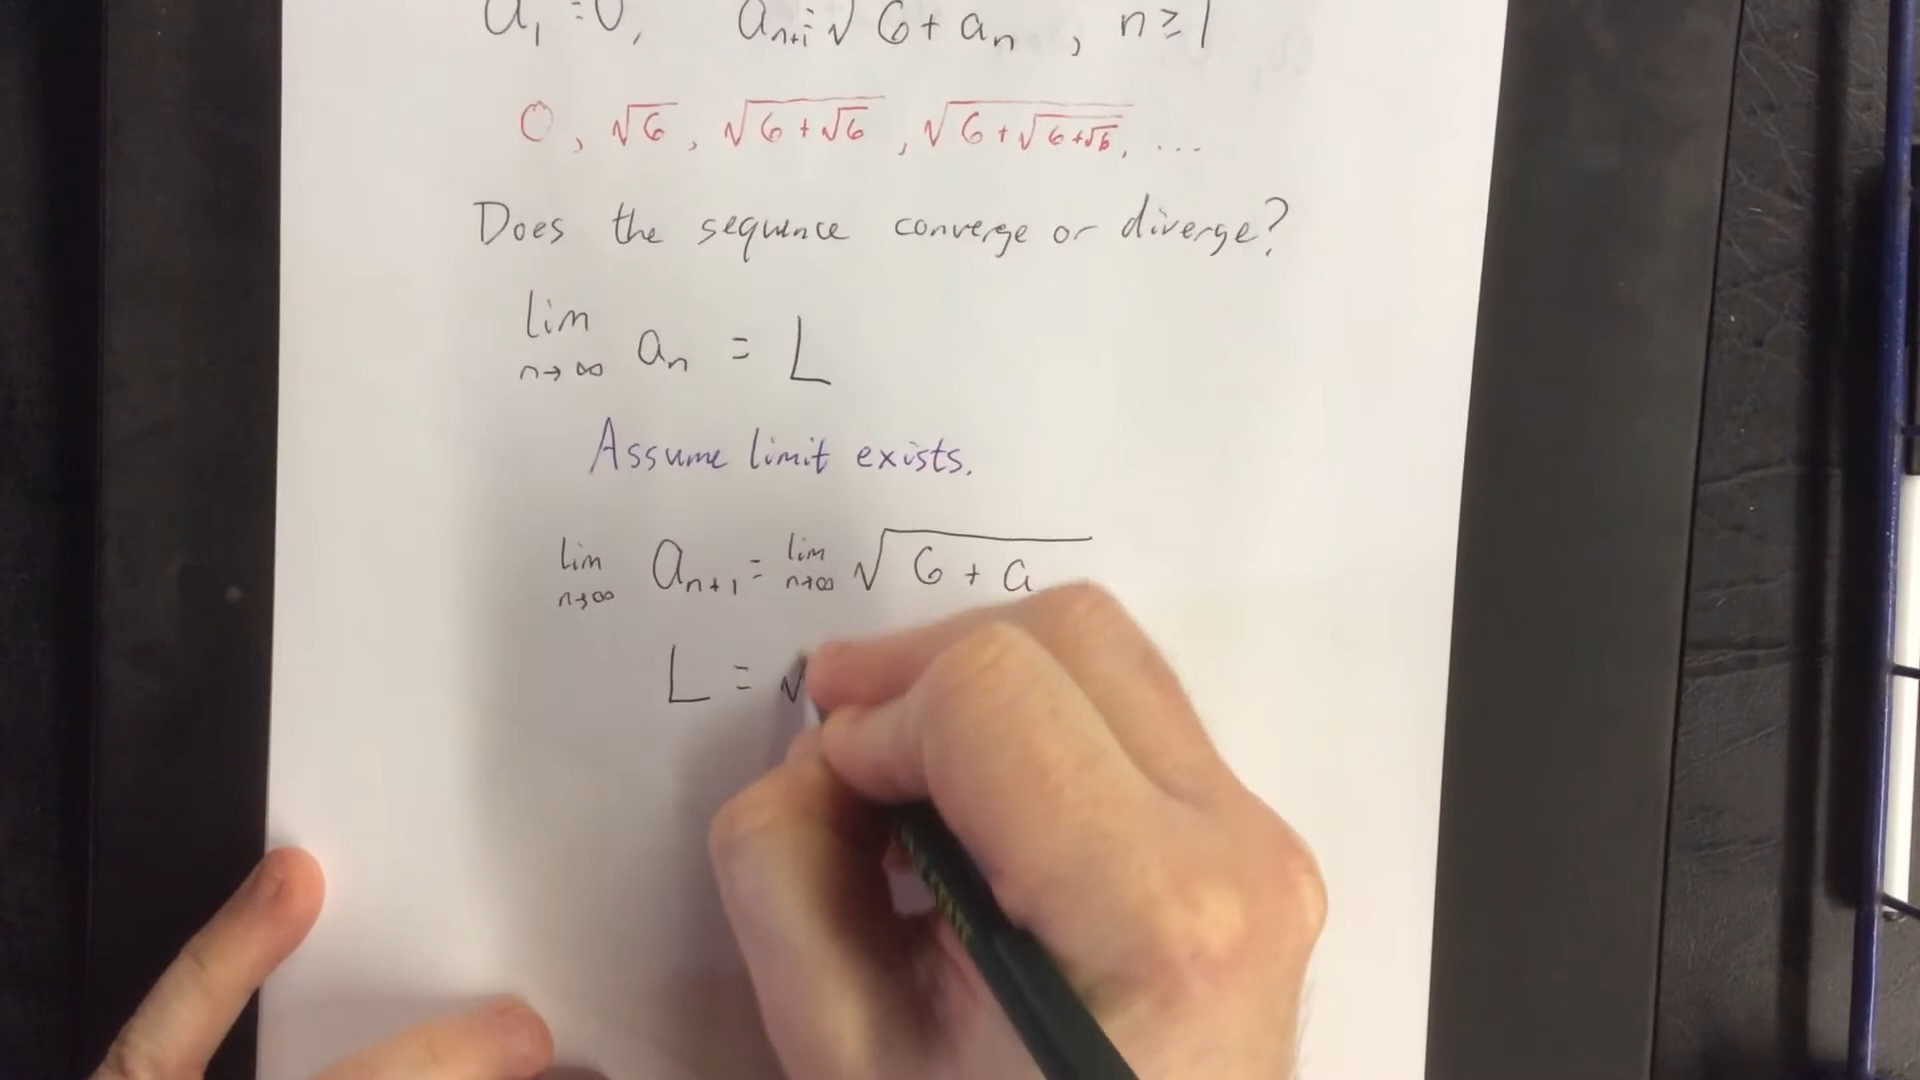 a₁ = 0, aₙ₊₁ = √6 + aₙ , n ≥ 1
0, √6, √6+√6, √6+√6+√6, ...
Does the sequence converge or diverge?
lim n→∞ aₙ = L
Assume limit exists.
lim n→∞ aₙ₊₁ = lim n→∞ √6 + a
L = √